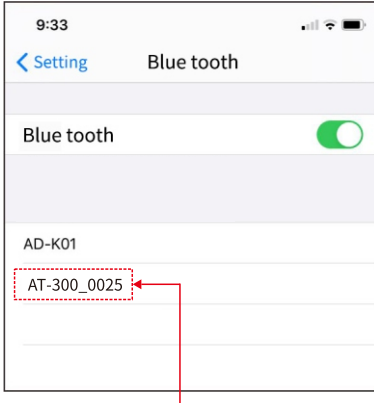 9:33
Setting Blue tooth
Blue tooth
AD-K01
AT-300_0025